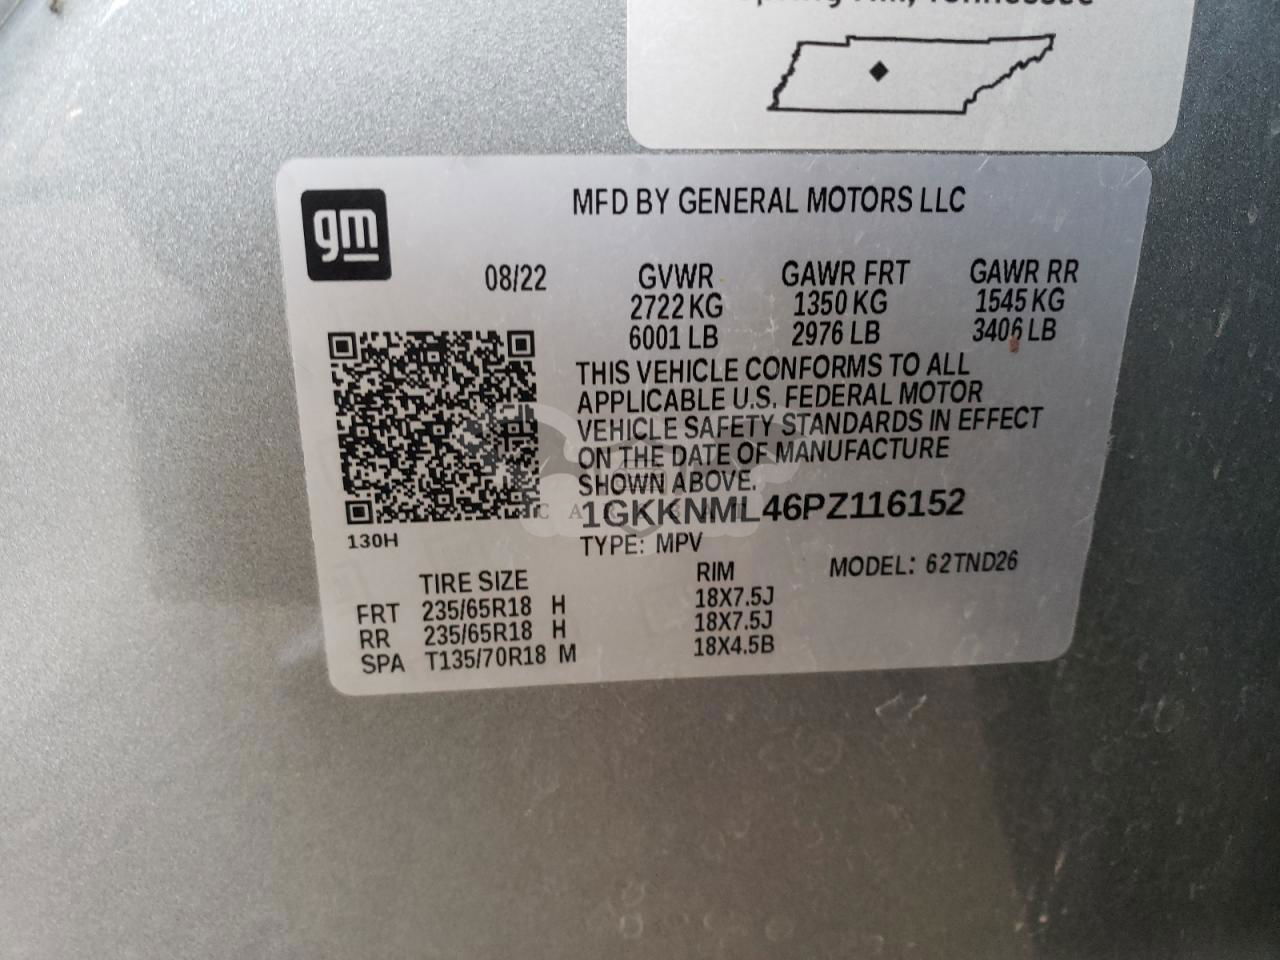 Spring Hill, Tennessee
gm
MFD BY GENERAL MOTORS LLC
08/22 GVWR GAWR FRT GAWR RR
2722 KG 1350 KG 1545 KG
6001 LB 2976 LB 3406 LB
THIS VEHICLE CONFORMS TO ALL
APPLICABLE U.S. FEDERAL MOTOR
VEHICLE SAFETY STANDARDS IN EFFECT
ON THE DATE OF MANUFACTURE
SHOWN ABOVE.
1GKKNML46PZ116152
130H
TYPE: MPV
MODEL: 62TND26
TIRE SIZE RIM
FRT 235/65R18 H 18X7.5J
RR 235/65R18 H 18X7.5J
SPA T135/70R18 M 18X4.5B